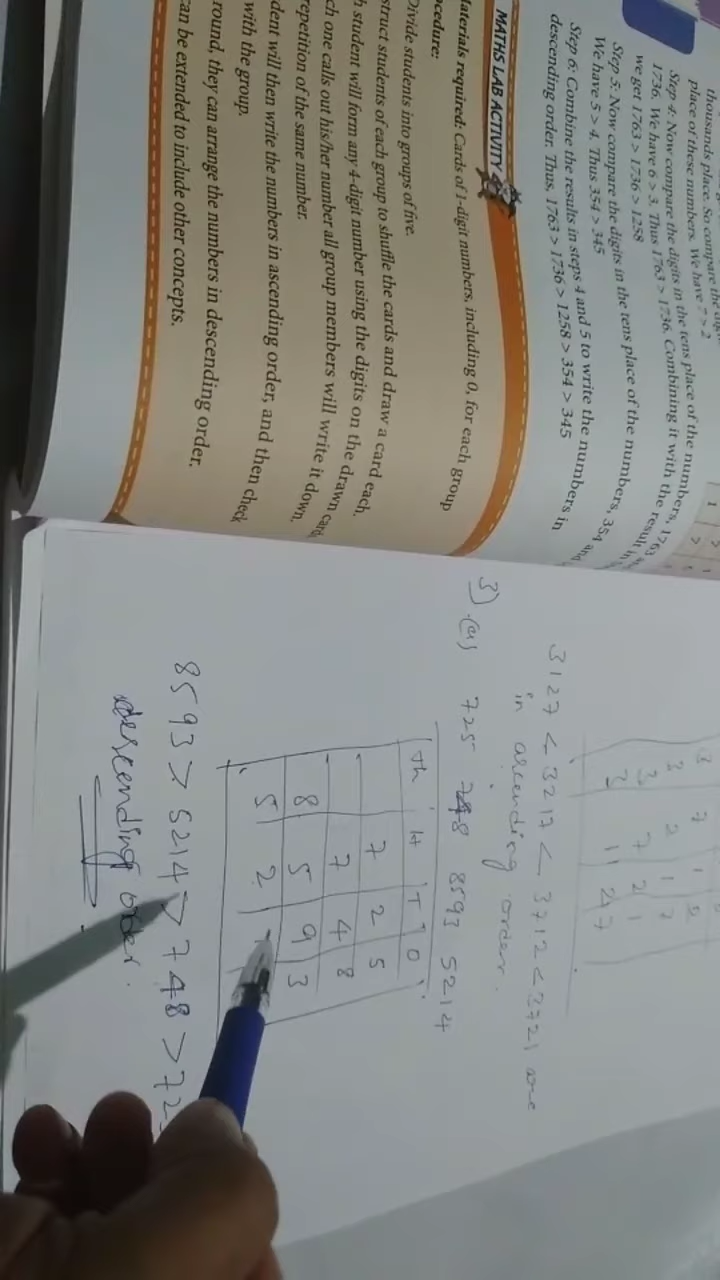 thousands place. So compare the
place of these numbers. We have 7 > 2
Step 4: Now compare the digits in the tens place of the numbers, 1763
1736. We have 6 > 3. Thus 1763 > 1736. Combining it with the result in
we get 1763 > 1736 > 1258
Step 5: Now compare the digits in the tens place of the numbers, 354 and
We have 5 > 4. Thus 354 > 345
Step 6: Combine the results in steps 4 and 5 to write the numbers in
descending order. Thus, 1763 > 1736 > 1258 > 354 > 345
MATHS LAB ACTIVITY
Materials required: Cards of 1-digit numbers, including 0, for each group
cedure:
Divide students into groups of five.
struct students of each group to shuffle the cards and draw a card each.
h student will form any 4-digit number using the digits on the drawn card.
ch one calls out his/her number all group members will write it down.
repetition of the same number.
dent will then write the numbers in ascending order, and then check
with the group.
round, they can arrange the numbers in descending order.
can be extended to include other concepts.
3127 < 3217 < 3712 < 3721 are
in ascending order.
3) (a) 725 748 8593 5214
Th H T O
7 2 5
7 4 8
8 5 9 3
5 2 1
8593 > 5214 > 748 > 72
descending order.